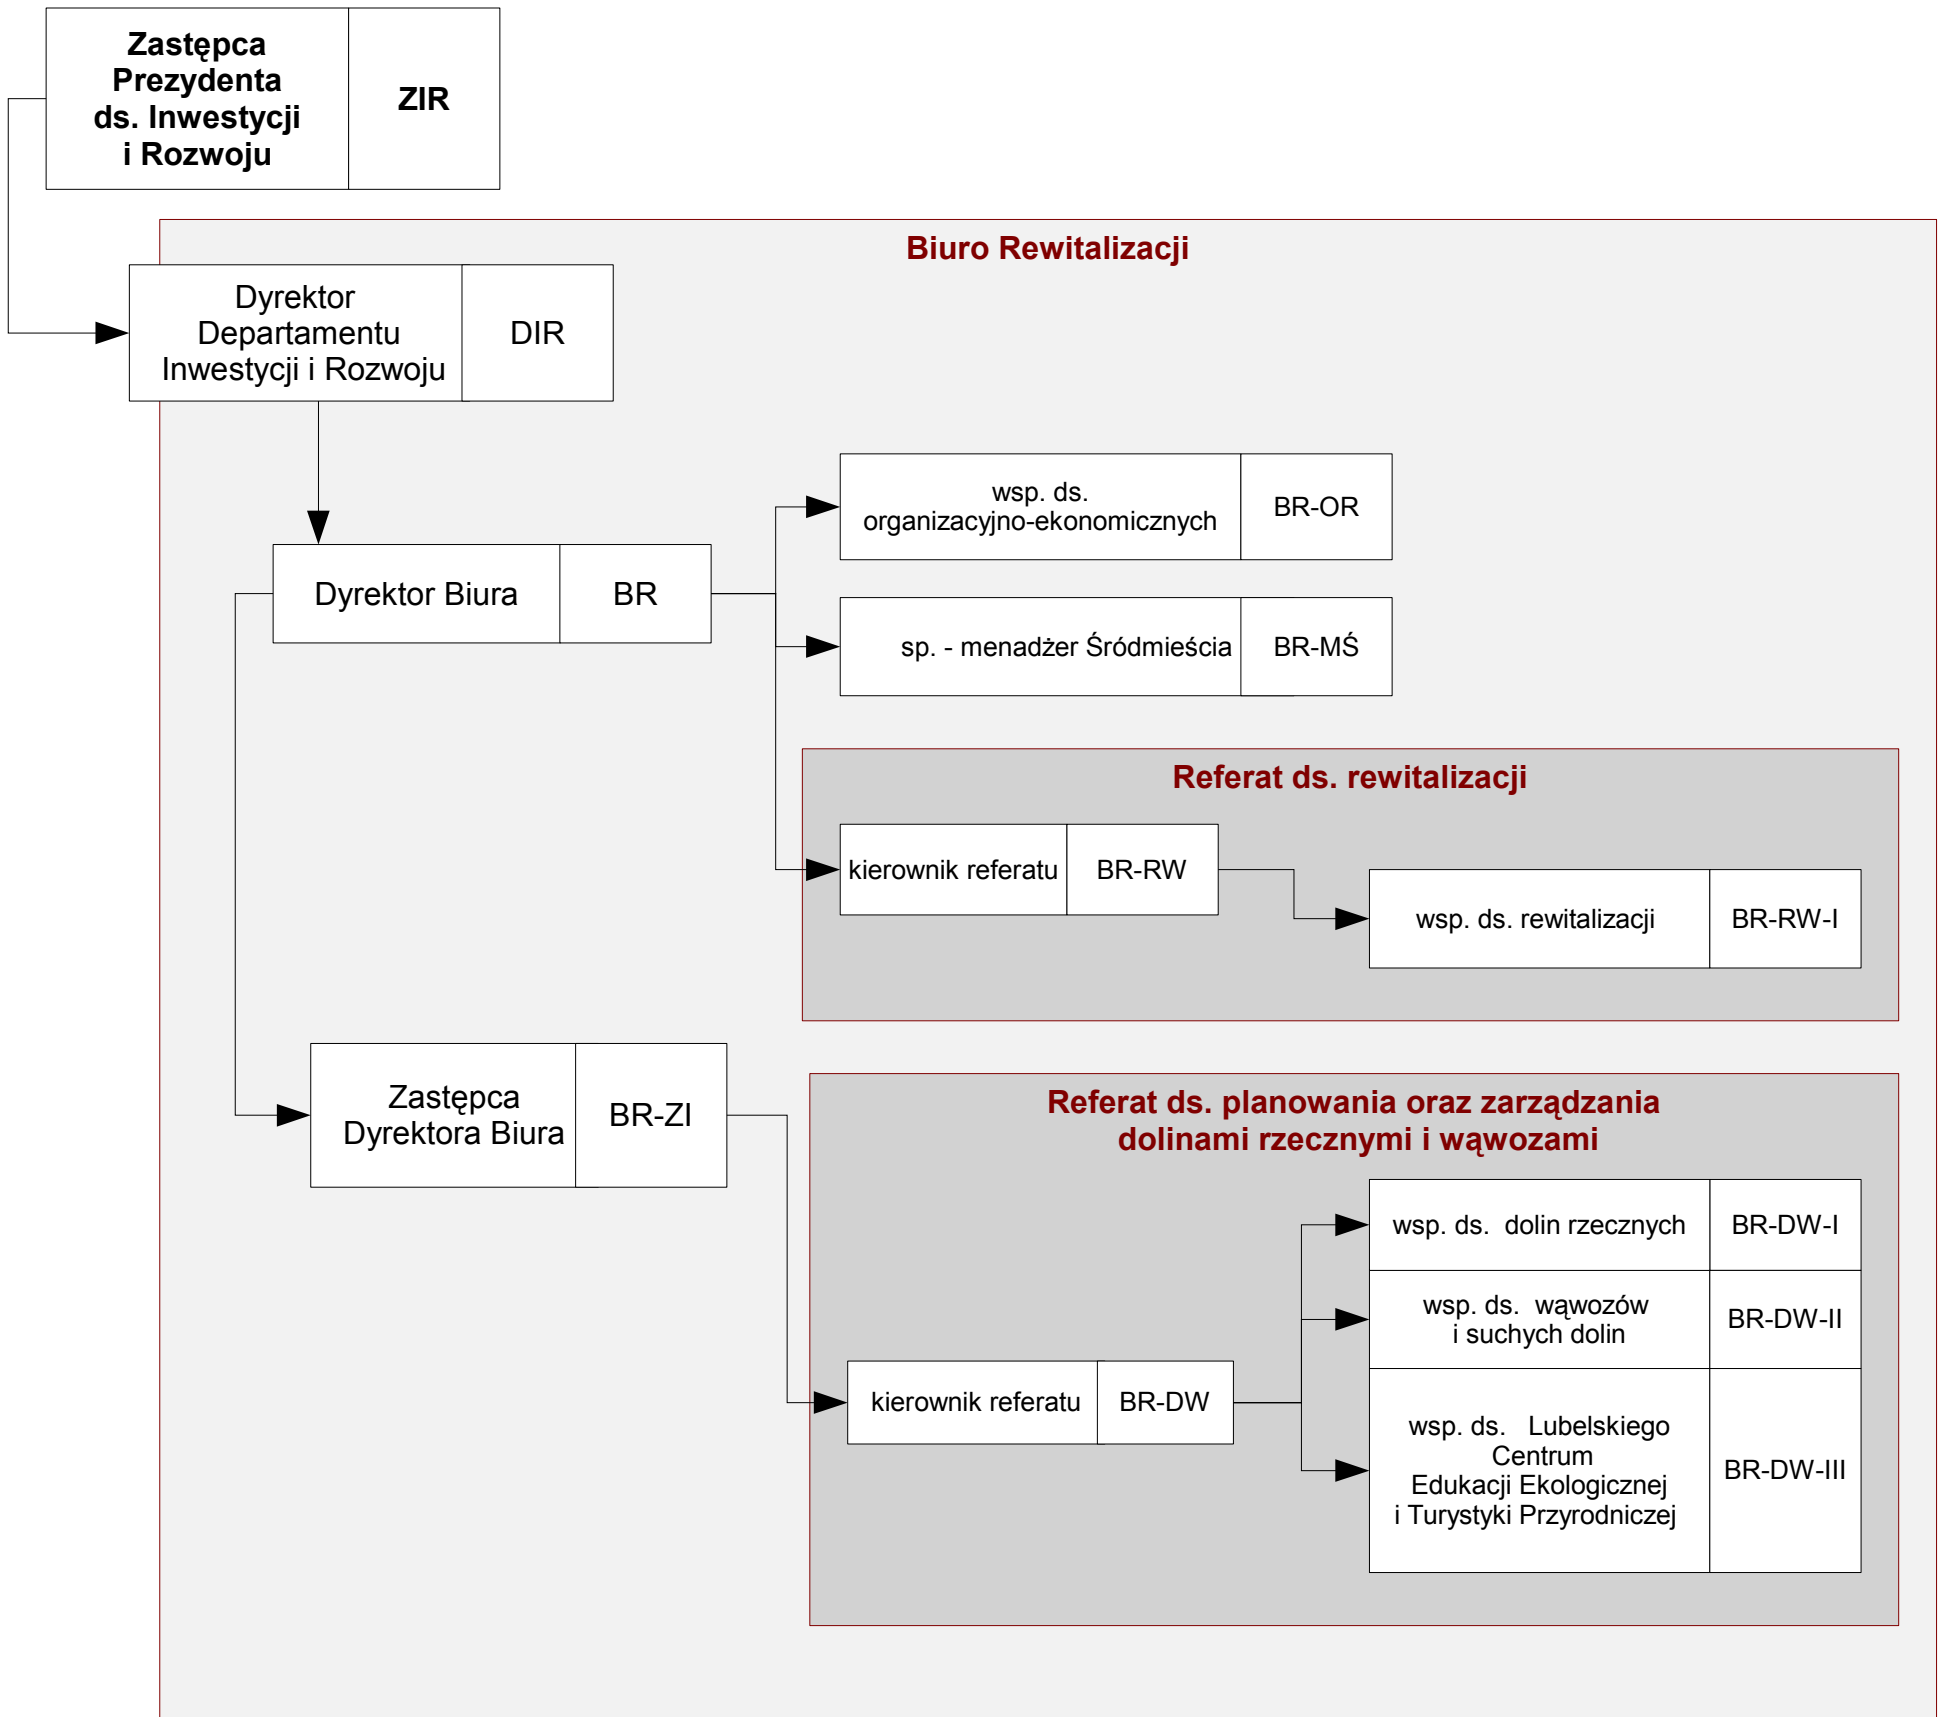 Zastępca
Prezydenta
ds. Inwestycji
i Rozwoju
ZIR
Biuro Rewitalizacji
Dyrektor
Departamentu
Inwestycji i Rozwoju
DIR
wsp. ds.
organizacyjno-ekonomicznych
BR-OR
Dyrektor Biura
BR
sp. - menadżer Śródmieścia
BR-MŚ
Referat ds. rewitalizacji
kierownik referatu
BR-RW
wsp. ds. rewitalizacji
BR-RW-I
Zastępca
Dyrektora Biura
BR-ZI
Referat ds. planowania oraz zarządzania
dolinami rzecznymi i wąwozami
wsp. ds. dolin rzecznych
BR-DW-I
wsp. ds. wąwozów
i suchych dolin
BR-DW-II
kierownik referatu
BR-DW
wsp. ds. Lubelskiego
Centrum
Edukacji Ekologicznej
i Turystyki Przyrodniczej
BR-DW-III